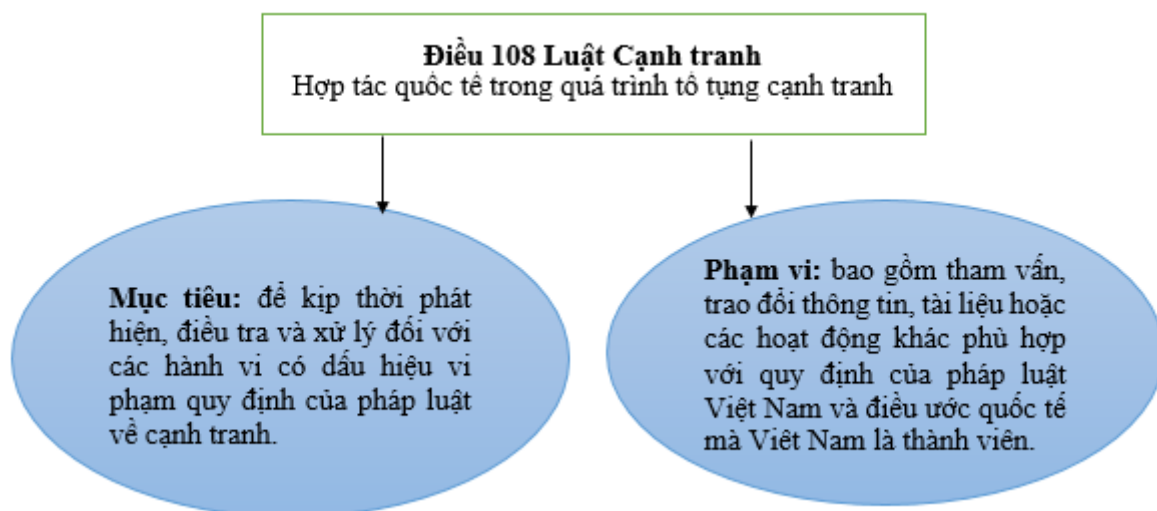 Điều 108 Luật Cạnh tranh
Hợp tác quốc tế trong quá trình tố tụng cạnh tranh
Mục tiêu: để kịp thời phát
hiện, điều tra và xử lý đối với
các hành vi có dấu hiệu vi
phạm quy định của pháp luật
về cạnh tranh.
Phạm vi: bao gồm tham vấn,
trao đổi thông tin, tài liệu hoặc
các hoạt động khác phù hợp
với quy định của pháp luật
Việt Nam và điều ước quốc tế
mà Việt Nam là thành viên.